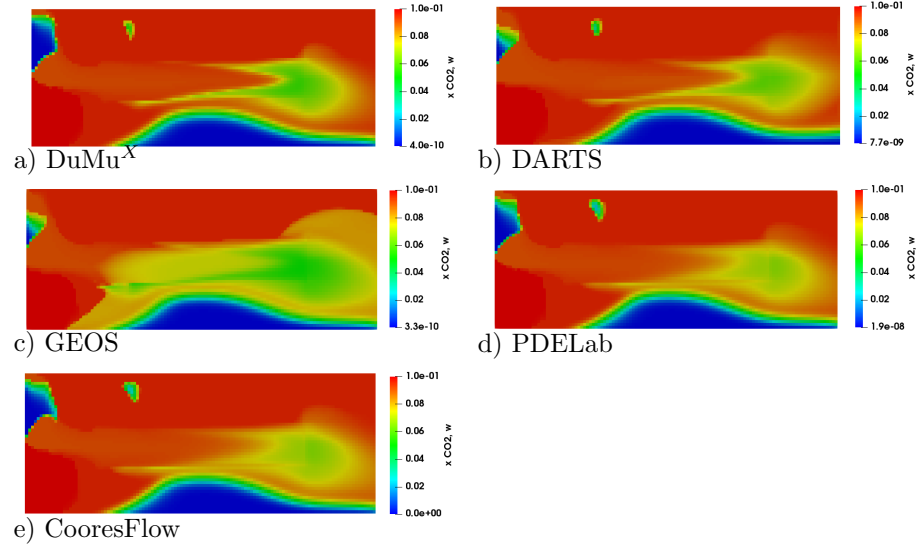 1.0e-01
0.08
0.06
0.04
0.02
4.0e-10
x CO2, w
a) DuMuˣ
1.0e-01
0.08
0.06
0.04
0.02
7.7e-09
x CO2, w
b) DARTS
1.0e-01
0.08
0.06
0.04
0.02
3.3e-10
x CO2, w
c) GEOS
1.0e-01
0.08
0.06
0.04
0.02
1.9e-08
x CO2, w
d) PDELab
1.0e-01
0.08
0.06
0.04
0.02
0.0e+00
x CO2, w
e) CooresFlow